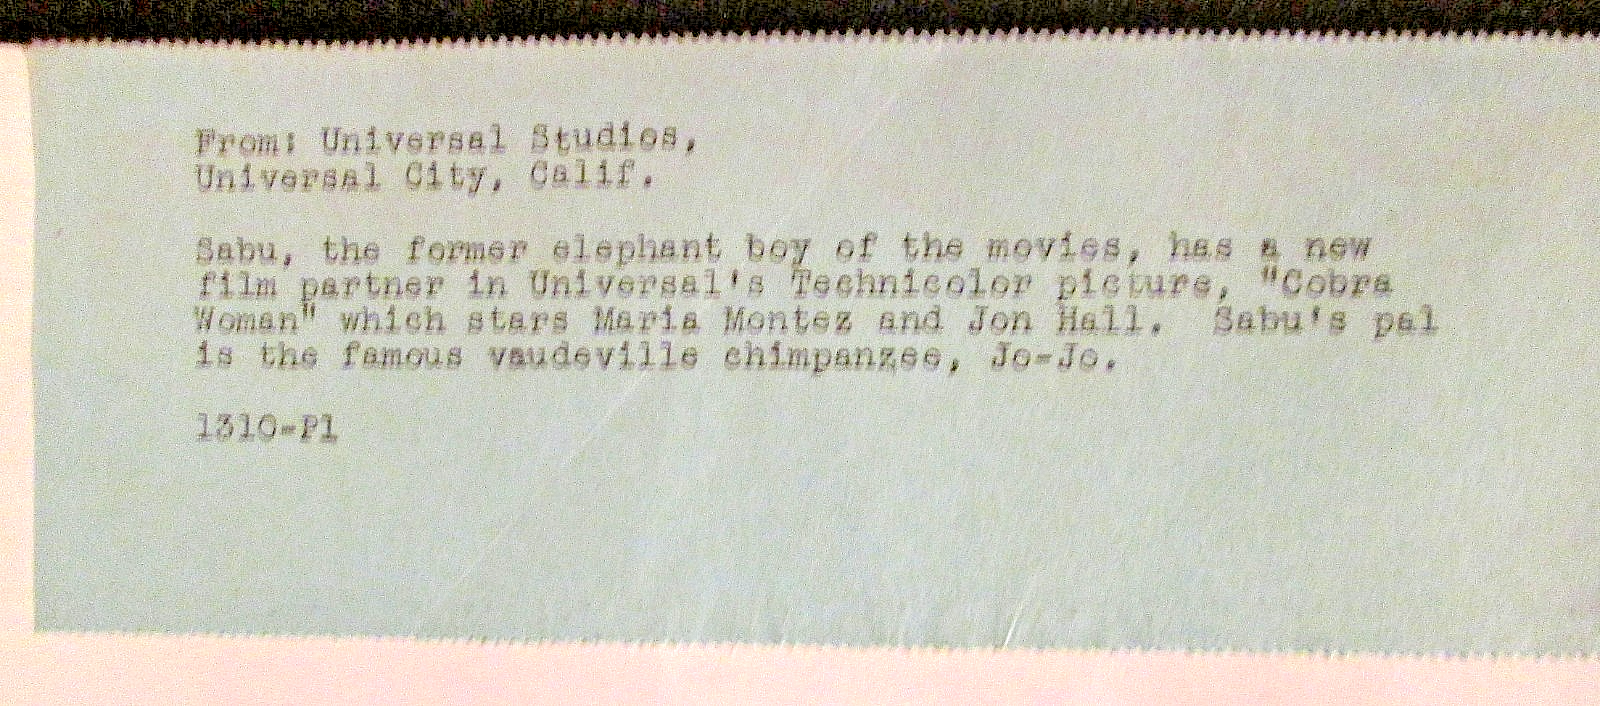 From: Universal Studios,
Universal City, Calif.
Sabu, the former elephant boy of the movies, has a new
film partner in Universal's Technicolor picture, "Cobra
Woman" which stars Maria Montez and Jon Hall.  Sabu's pal
is the famous vaudeville chimpanzee, Jo-Jo.
1310-P1